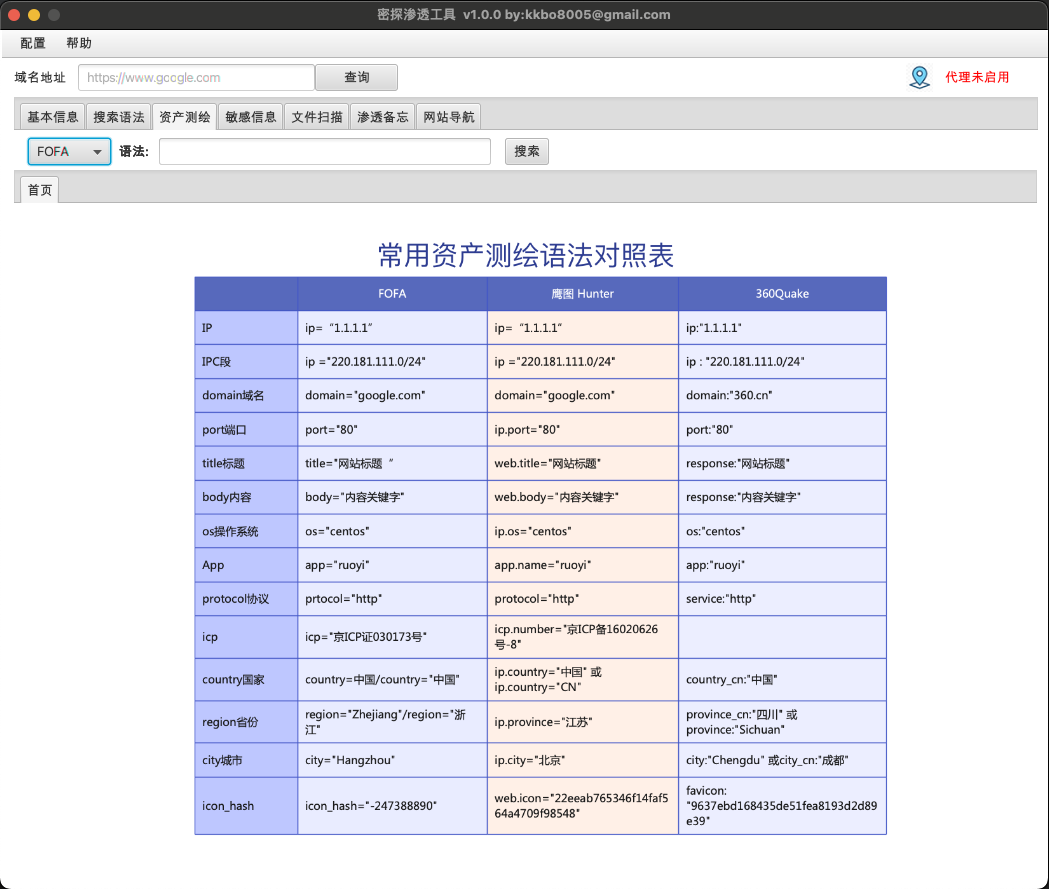 密探渗透工具 v1.0.0 by:kkbo8005@gmail.com
配置 帮助
域名地址 https://www.google.com 查询 代理未启用
基本信息 搜索语法 资产测绘 敏感信息 文件扫描 渗透备忘 网站导航
FOFA 语法: 搜索
首页
常用资产测绘语法对照表
FOFA 鹰图 Hunter 360Quake
IP ip=“1.1.1.1” ip=“1.1.1.1” ip:"1.1.1.1"
IPC段 ip ="220.181.111.0/24" ip ="220.181.111.0/24" ip : "220.181.111.0/24"
domain域名 domain="google.com" domain="google.com" domain:"360.cn"
port端口 port="80" ip.port="80" port:"80"
title标题 title="网站标题“ web.title="网站标题" response:"网站标题"
body内容 body="内容关键字" web.body="内容关键字" response:"内容关键字"
os操作系统 os="centos" ip.os="centos" os:"centos"
App app="ruoyi" app.name="ruoyi" app:"ruoyi"
protocol协议 prtocol="http" protocol="http" service:"http"
icp icp="京ICP证030173号" icp.number="京ICP备16020626
号-8"
country国家 country=中国/country="中国" ip.country="中国" 或
ip.country="CN" country_cn:"中国"
region省份 region="Zhejiang"/region="浙
江" ip.province="江苏" province_cn:"四川" 或
province:"Sichuan"
city城市 city="Hangzhou" ip.city="北京" city:"Chengdu" 或city_cn:"成都"
icon_hash icon_hash="-247388890" web.icon="22eeab765346f14faf5
64a4709f98548" favicon:
"9637ebd168435de51fea8193d2d89
e39"